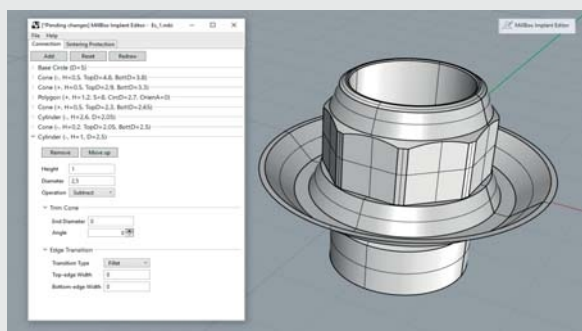 [*Pending changes] MillBox Implant Editor - Ec_1.mbi
MillBox Implant Editor
File Help
Connection Sintering Protection
Add Reset Redraw
Base Circle (D=5)
Cone (-, H=0.5, TopD=4.6, BottD=3.8)
Cone (+, H=0.5, TopD=2.9, BottD=3.3)
Polygon (+, H=1.2, S=8, CircD=2.7, OrienA=0)
Cone (+, H=0.5, TopD=2.3, BottD=2.65)
Cylinder (-, H=2.6, D=2.05)
Cone (-, H=0.2, TopD=2.05, BottD=2.5)
Cylinder (-, H=1, D=2.5)
Remove Move up
Height 1
Diameter 2.5
Operation Subtract
Trim Cone
End Diameter 0
Angle 0
Edge Transition
Transition Type Fillet
Top-edge Width 0
Bottom-edge Width 0